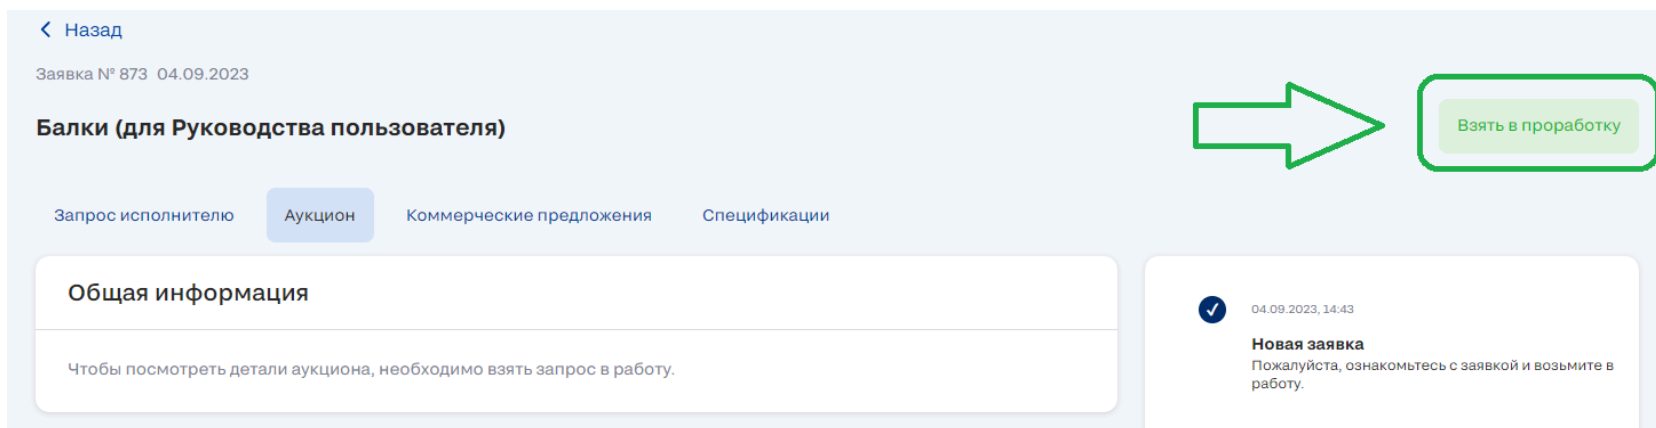 Назад
Заявка № 873 04.09.2023
Балки (для Руководства пользователя)
Взять в проработку
Запрос исполнителю
Аукцион
Коммерческие предложения
Спецификации
Общая информация
Чтобы посмотреть детали аукциона, необходимо взять запрос в работу.
04.09.2023, 14:43
Новая заявка
Пожалуйста, ознакомьтесь с заявкой и возьмите в
работу.